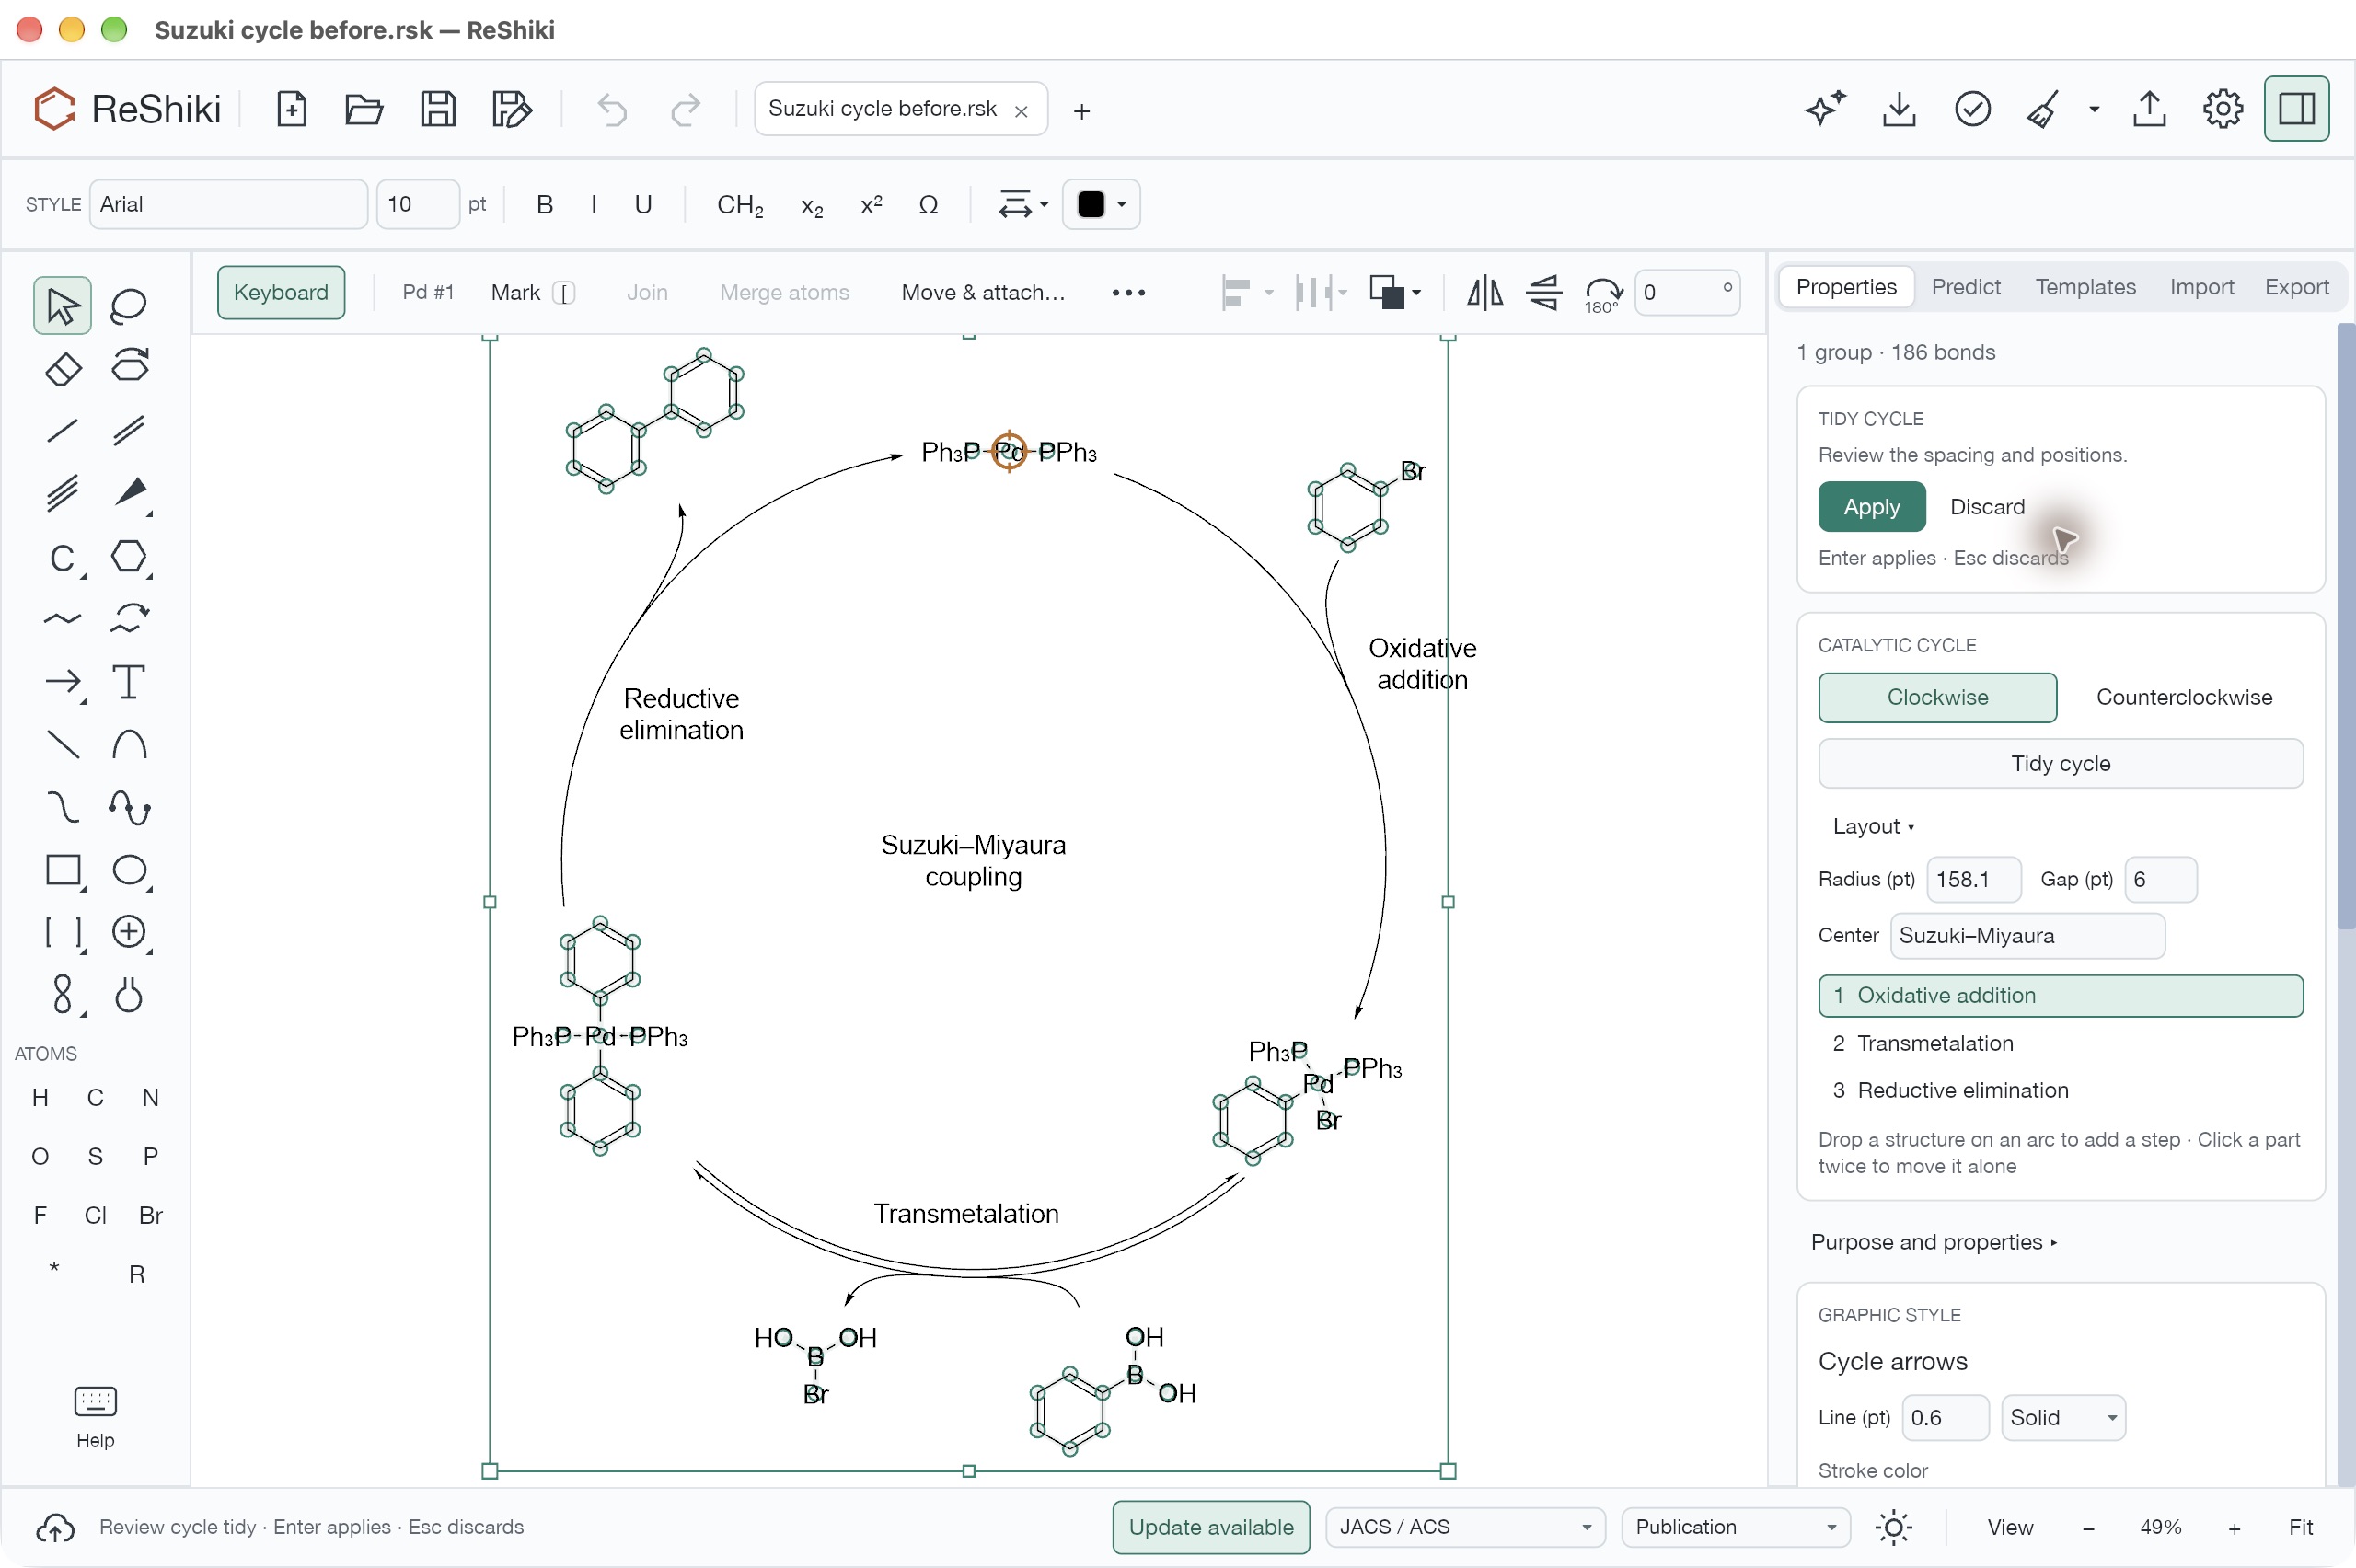 Suzuki cycle before.rsk — ReShiki
ReShiki
Suzuki cycle before.rsk ×
+
STYLE Arial 10 pt B I U CH₂ x₂ x² Ω
Keyboard Pd #1 Mark [ Join Merge atoms Move & attach... 180° 0 °
Properties Predict Templates Import Export
1 group · 186 bonds
TIDY CYCLE
Review the spacing and positions.
Apply Discard
Enter applies · Esc discards
CATALYTIC CYCLE
Clockwise Counterclockwise
Tidy cycle
Layout
Radius (pt) 158.1 Gap (pt) 6
Center Suzuki–Miyaura
1 Oxidative addition
2 Transmetalation
3 Reductive elimination
Drop a structure on an arc to add a step · Click a part
twice to move it alone
Purpose and properties
GRAPHIC STYLE
Cycle arrows
Line (pt) 0.6 Solid
Stroke color
C
T
ATOMS
H C N
O S P
F Cl Br
* R
Help
Ph₃P Pd PPh₃
Br
Oxidative
addition
Reductive
elimination
Suzuki–Miyaura
coupling
Ph₃P Pd PPh₃
Ph₃P
PPh₃
Pd
Br
Transmetalation
HO OH
B
Br
OH
B
OH
Review cycle tidy · Enter applies · Esc discards
Update available JACS / ACS Publication View – 49% + Fit